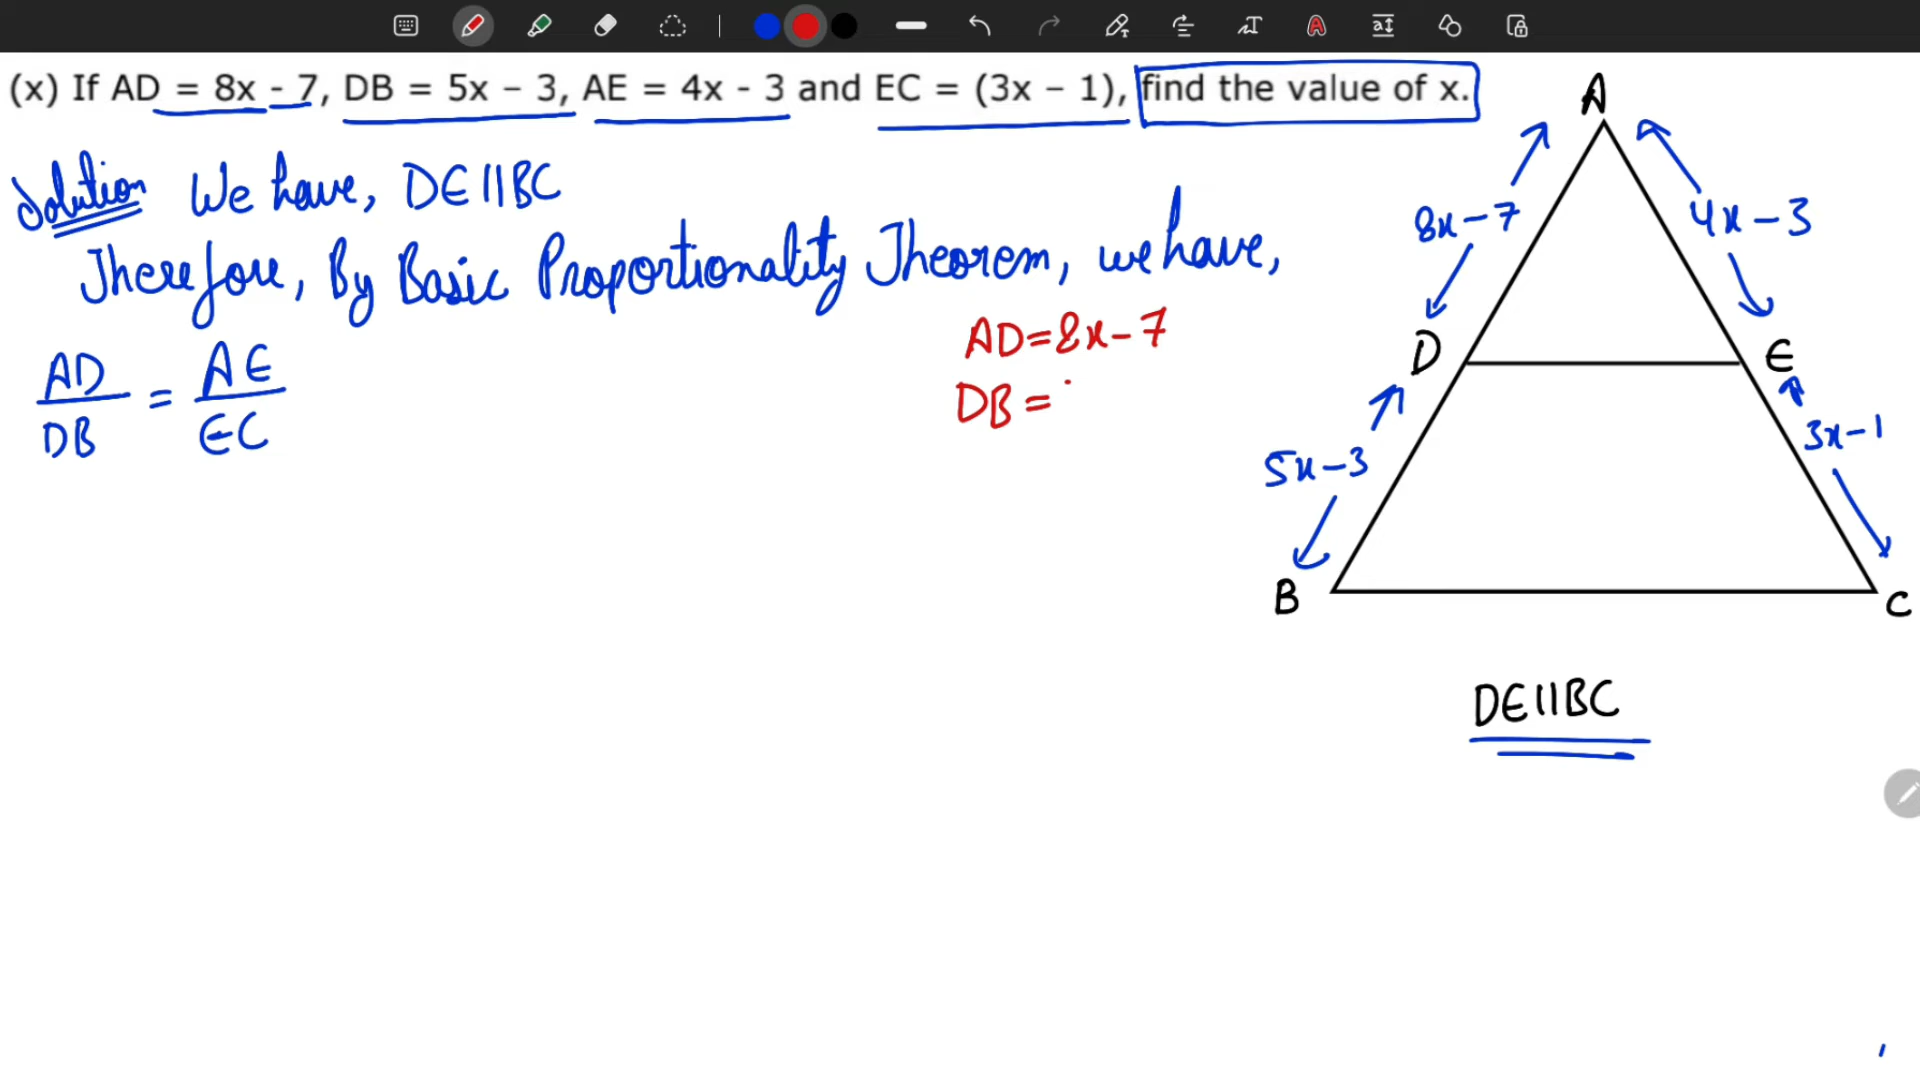 (x) If AD = 8x - 7, DB = 5x – 3, AE = 4x - 3 and EC = (3x – 1), find the value of x.
Solution We have, DE||BC
Therefore, By Basic Proportionality Theorem, we have,
AD/DB = AE/EC
AD=8x-7
DB=
A
8x-7
4x-3
D
E
5x-3
3x-1
B
C
DE||BC